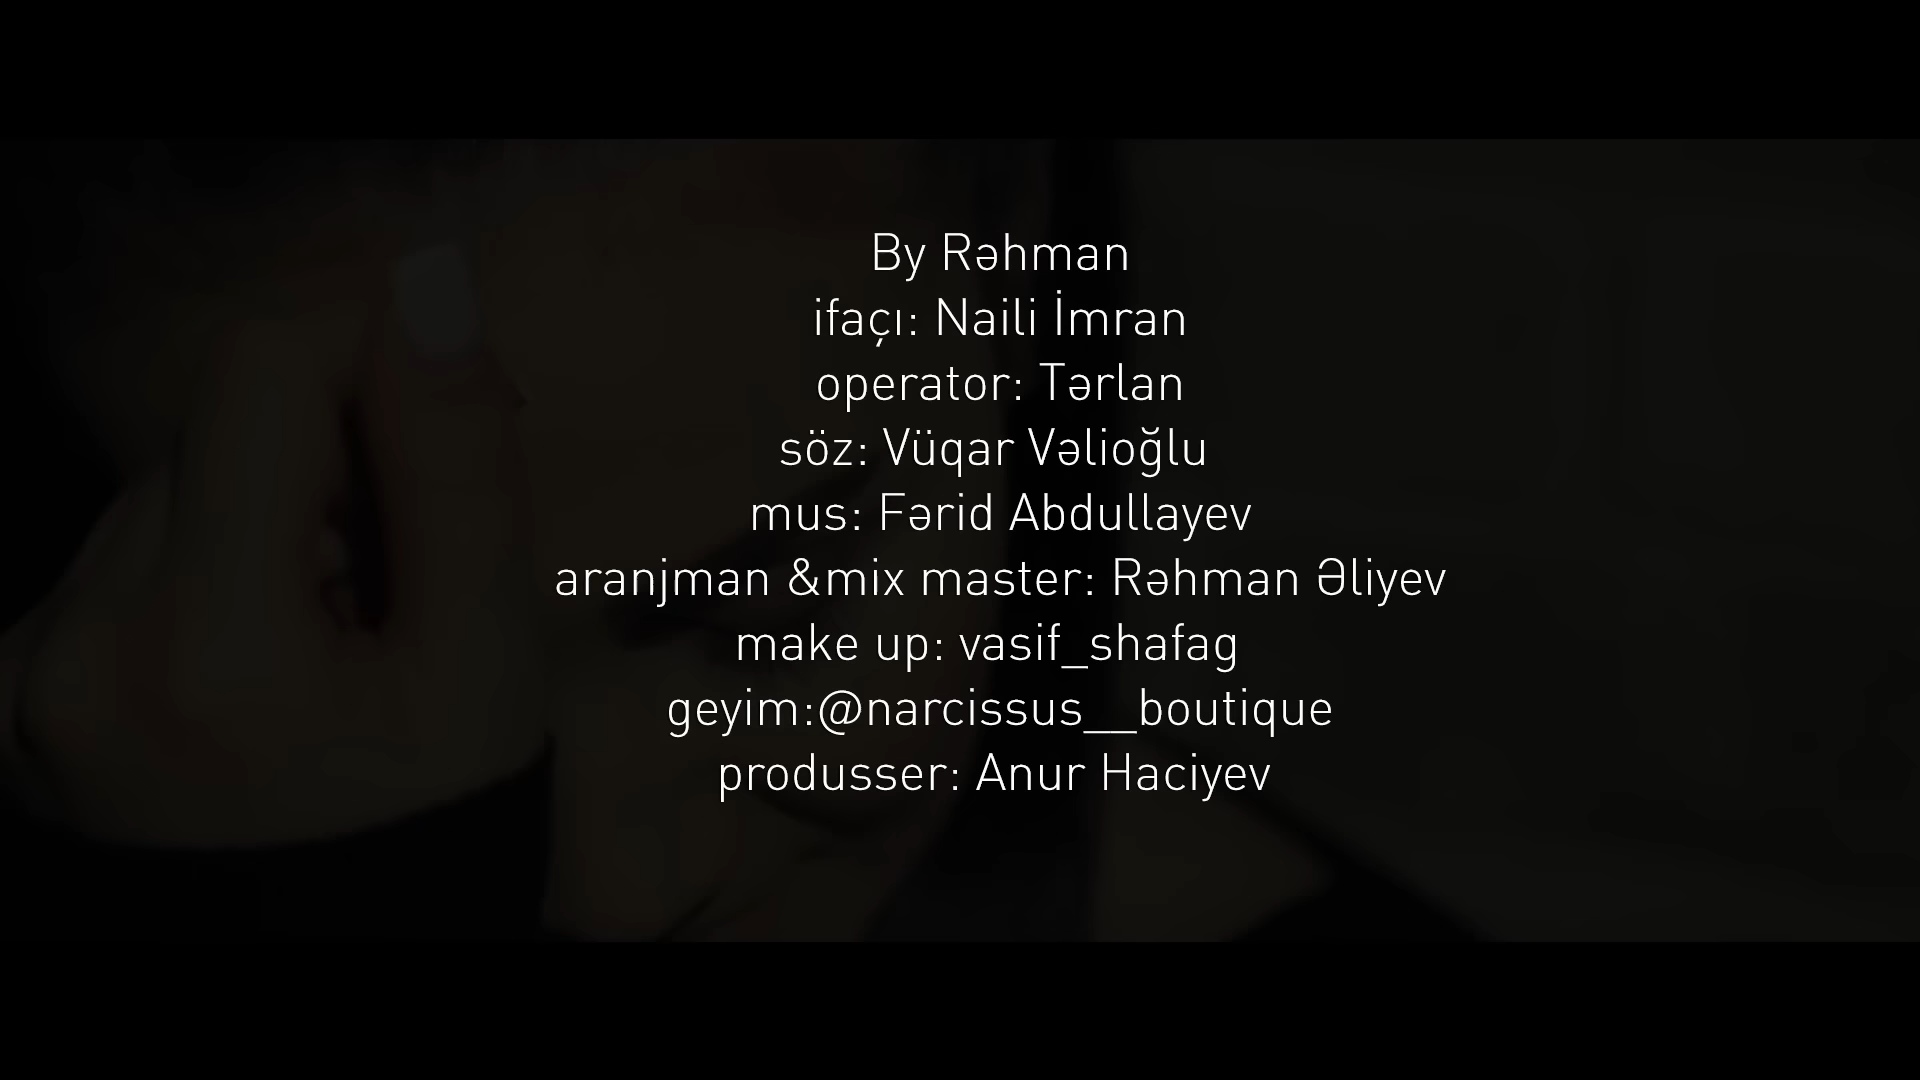 By Rəhman
ifaçı: Naili İmran
operator: Tərlan
söz: Vüqar Vəlioğlu
mus: Fərid Abdullayev
aranjman &mix master: Rəhman Əliyev
make up: vasif_shafag
geyim:@narcissus__boutique
produsser: Anur Haciyev